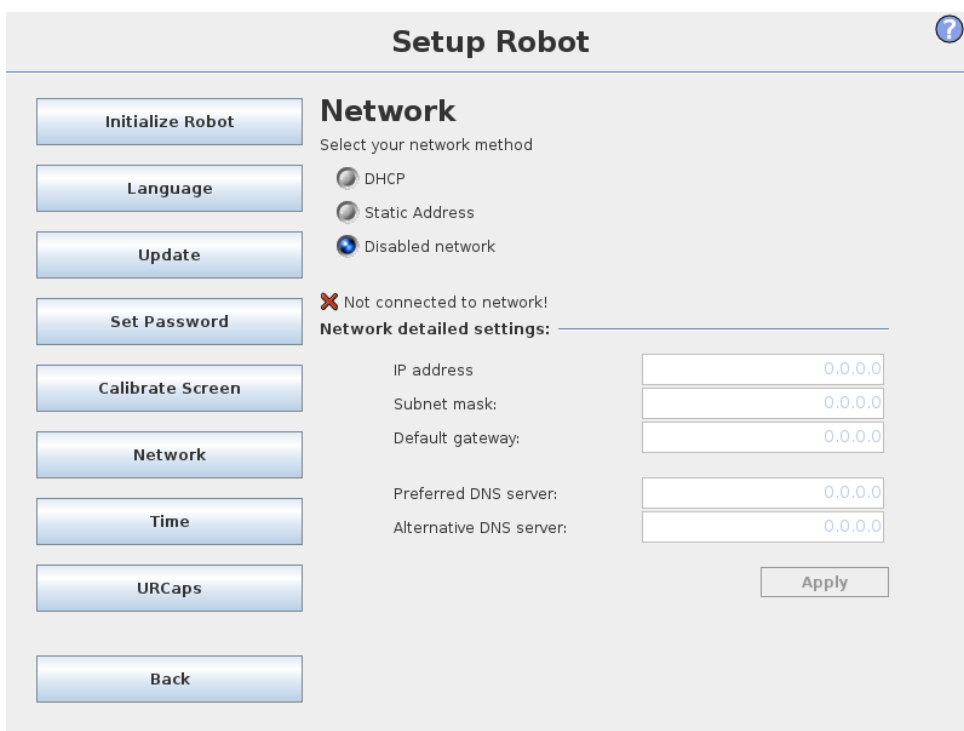 Setup Robot
?
Initialize Robot
Language
Update
Set Password
Calibrate Screen
Network
Time
URCaps
Back
Network
Select your network method
DHCP
Static Address
Disabled network
Not connected to network!
Network detailed settings:
IP address 0.0.0.0
Subnet mask: 0.0.0.0
Default gateway: 0.0.0.0
Preferred DNS server: 0.0.0.0
Alternative DNS server: 0.0.0.0
Apply